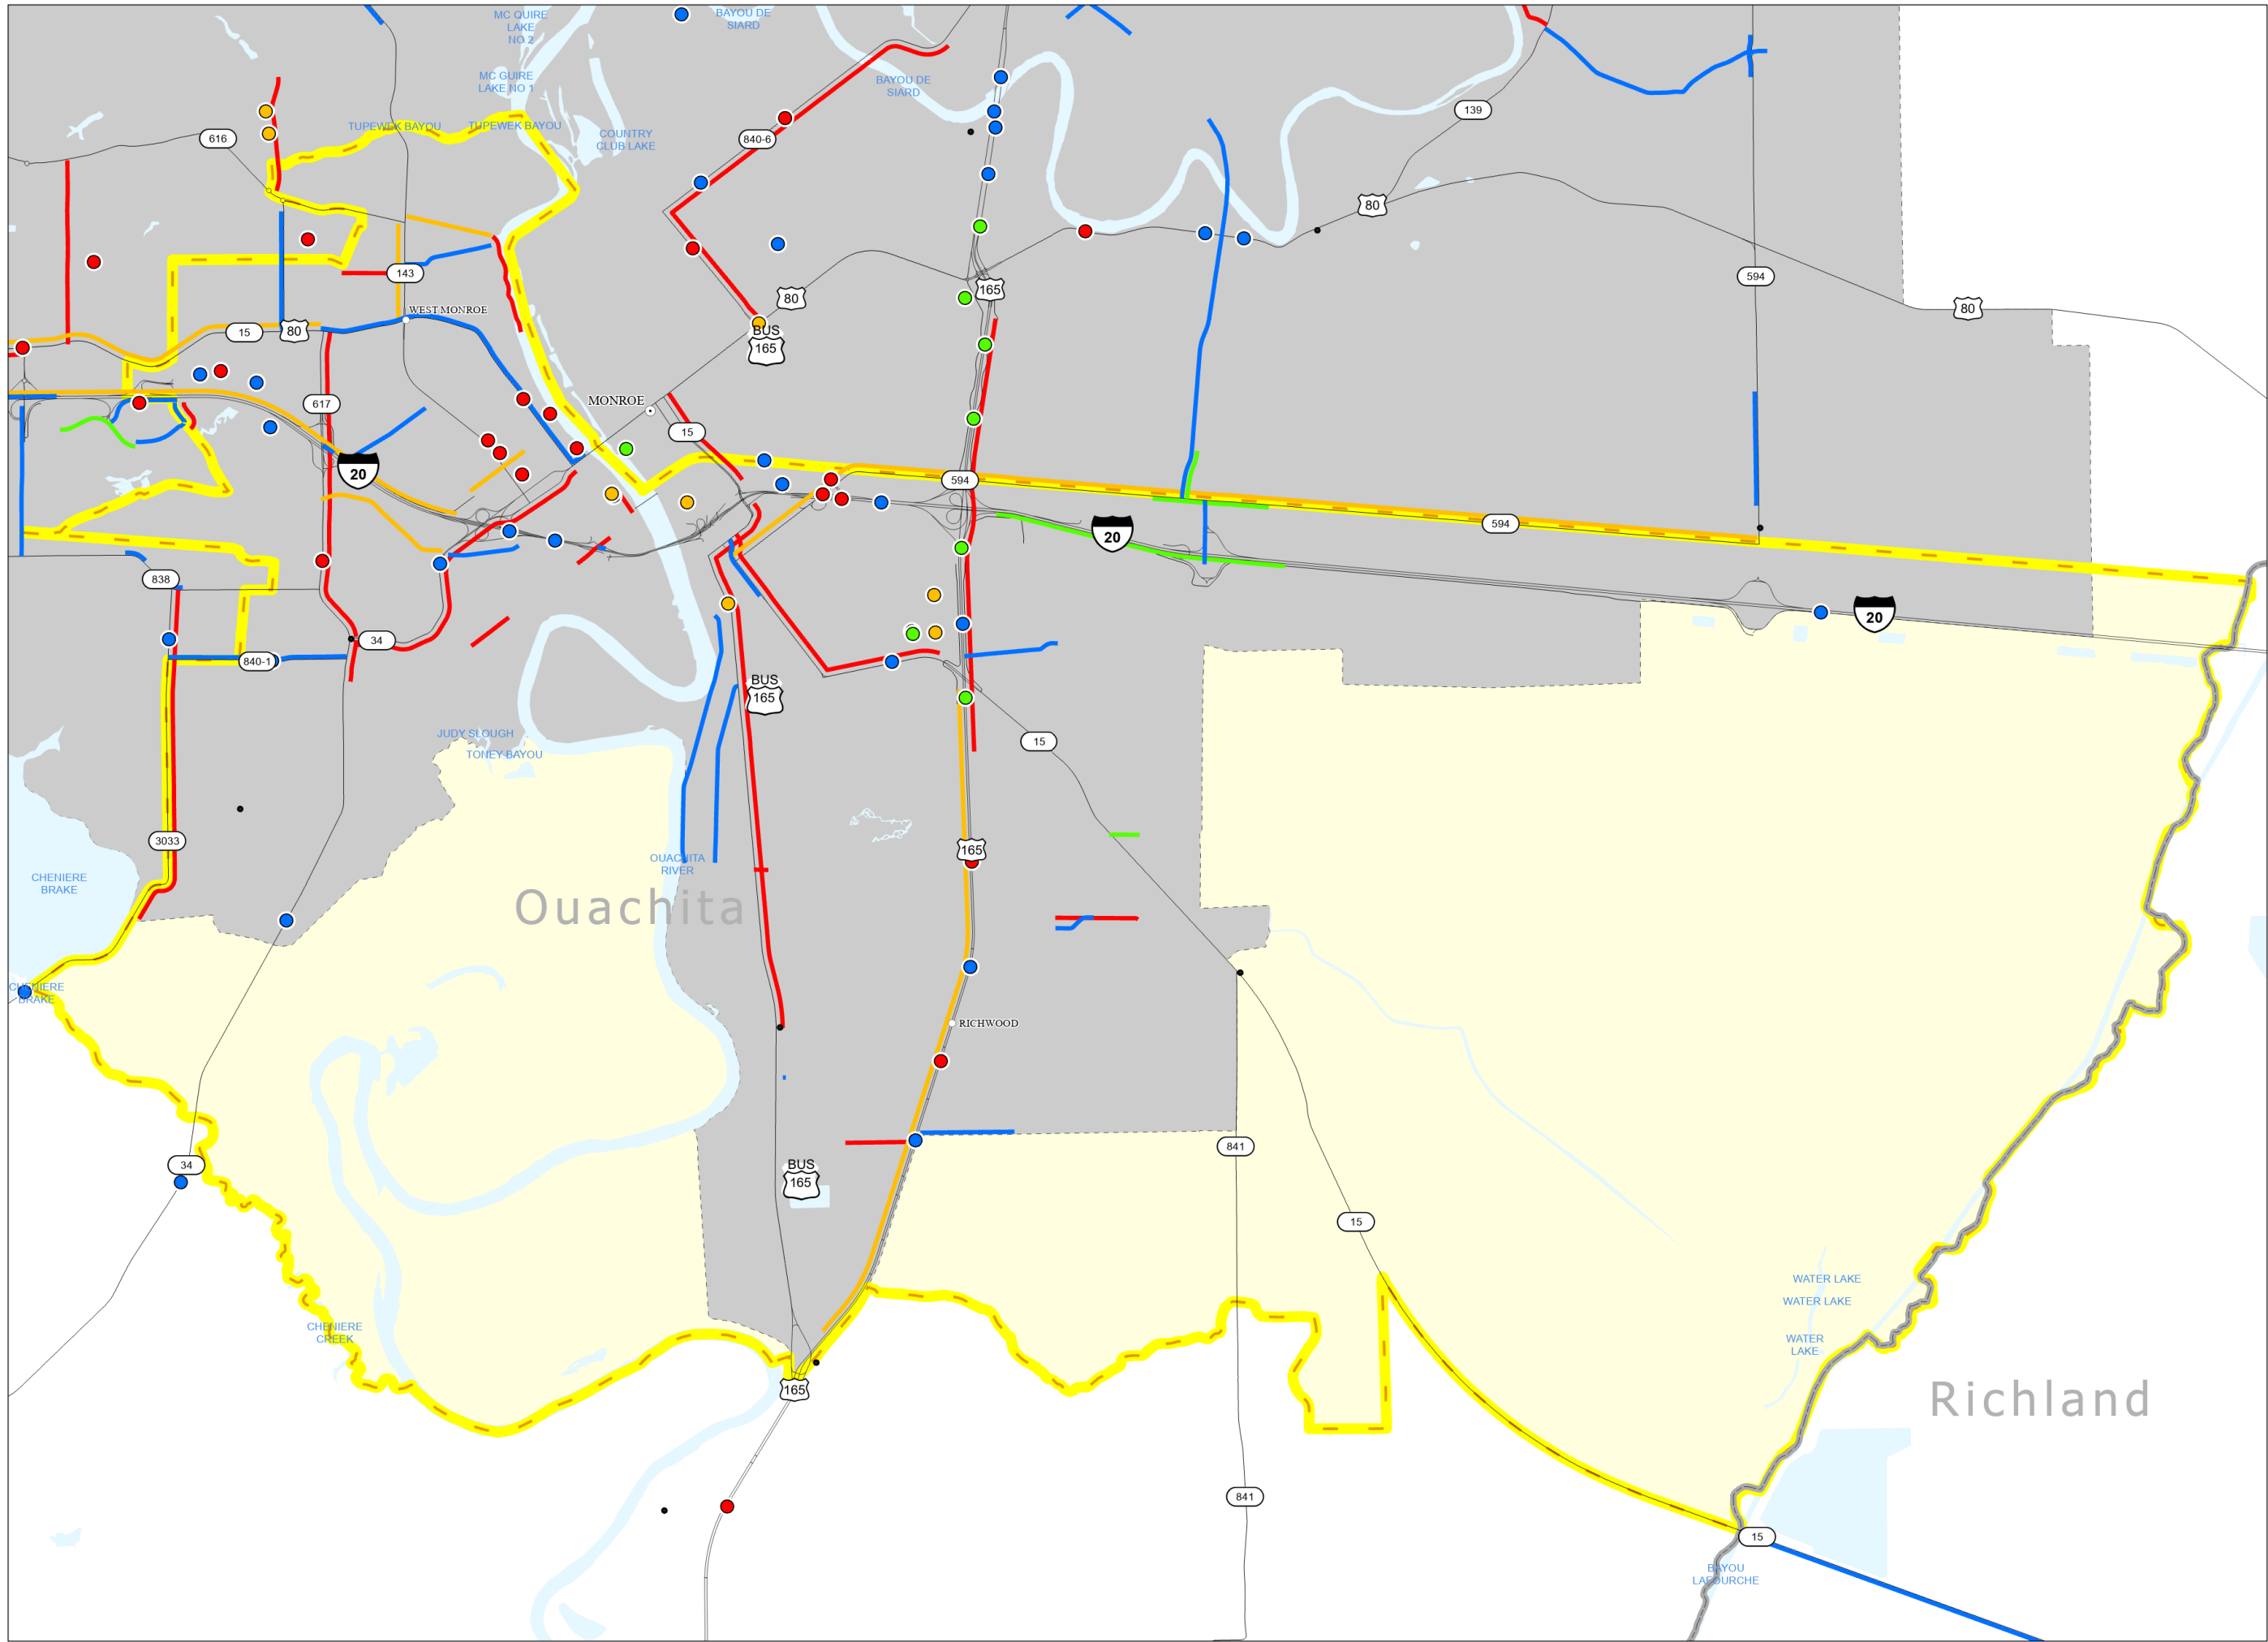 MC QUIRE
LAKE
NO 2
BAYOU DE
SIARD
MC GUIRE
LAKE NO 1
BAYOU DE
SIARD
139
TUPEWEK BAYOU
TUPEWEK BAYOU
616
COUNTRY
CLUB LAKE
840-6
80
143
594
165
80
80
WEST MONROE
15
80
BUS
165
MONROE
617
15
20
594
594
20
838
20
34
840-1
BUS
165
JUDY SLOUGH
TONEY BAYOU
15
3033
165
OUACHITA
RIVER
CHENIERE
BRAKE
Ouachita
CHENIERE
BRAKE
RICHWOOD
841
34
BUS
165
15
WATER LAKE
WATER LAKE
CHENIERE
CREEK
WATER
LAKE
165
Richland
841
15
BAYOU
LAFOURCHE